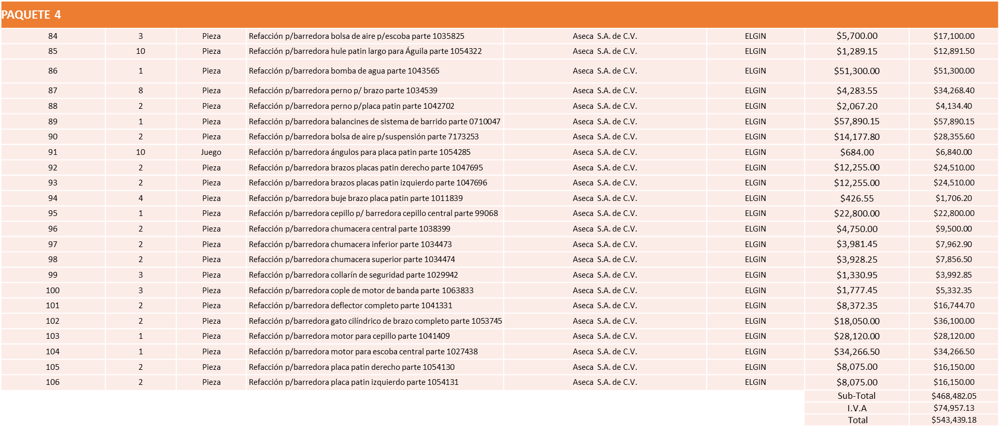 PAQUETE 4
84 3 Pieza Refacción p/barredora bolsa de aire p/escoba parte 1035825 Aseca S.A. de C.V. ELGIN $5,700.00 $17,100.00
85 10 Pieza Refacción p/barredora hule patin largo para Águila parte 1054322 Aseca S.A. de C.V. ELGIN $1,289.15 $12,891.50
86 1 Pieza Refacción p/barredora bomba de agua parte 1043565 Aseca S.A. de C.V. ELGIN $51,300.00 $51,300.00
87 8 Pieza Refacción p/barredora perno p/ brazo parte 1034539 Aseca S.A. de C.V. ELGIN $4,283.55 $34,268.40
88 2 Pieza Refacción p/barredora perno p/placa patin parte 1042702 Aseca S.A. de C.V. ELGIN $2,067.20 $4,134.40
89 1 Pieza Refacción p/barredora balancines de sistema de barrido parte 0710047 Aseca S.A. de C.V. ELGIN $57,890.15 $57,890.15
90 2 Pieza Refacción p/barredora bolsa de aire p/suspensión parte 7173253 Aseca S.A. de C.V. ELGIN $14,177.80 $28,355.60
91 10 Juego Refacción p/barredora ángulos para placa patin parte 1054285 Aseca S.A. de C.V. ELGIN $684.00 $6,840.00
92 2 Pieza Refacción p/barredora brazos placas patin derecho parte 1047695 Aseca S.A. de C.V. ELGIN $12,255.00 $24,510.00
93 2 Pieza Refacción p/barredora brazos placas patin izquierdo parte 1047696 Aseca S.A. de C.V. ELGIN $12,255.00 $24,510.00
94 4 Pieza Refacción p/barredora buje brazo placa patin parte 1011839 Aseca S.A. de C.V. ELGIN $426.55 $1,706.20
95 1 Pieza Refacción p/barredora cepillo p/ barredora cepillo central parte 99068 Aseca S.A. de C.V. ELGIN $22,800.00 $22,800.00
96 2 Pieza Refacción p/barredora chumacera central parte 1038399 Aseca S.A. de C.V. ELGIN $4,750.00 $9,500.00
97 2 Pieza Refacción p/barredora chumacera inferior parte 1034473 Aseca S.A. de C.V. ELGIN $3,981.45 $7,962.90
98 2 Pieza Refacción p/barredora chumacera superior parte 1034474 Aseca S.A. de C.V. ELGIN $3,928.25 $7,856.50
99 3 Pieza Refacción p/barredora collarín de seguridad parte 1029942 Aseca S.A. de C.V. ELGIN $1,330.95 $3,992.85
100 3 Pieza Refacción p/barredora cople de motor de banda parte 1063833 Aseca S.A. de C.V. ELGIN $1,777.45 $5,332.35
101 2 Pieza Refacción p/barredora deflector completo parte 1041331 Aseca S.A. de C.V. ELGIN $8,372.35 $16,744.70
102 2 Pieza Refacción p/barredora gato cilíndrico de brazo completo parte 1053745 Aseca S.A. de C.V. ELGIN $18,050.00 $36,100.00
103 1 Pieza Refacción p/barredora motor para cepillo parte 1041409 Aseca S.A. de C.V. ELGIN $28,120.00 $28,120.00
104 1 Pieza Refacción p/barredora motor para escoba central parte 1027438 Aseca S.A. de C.V. ELGIN $34,266.50 $34,266.50
105 2 Pieza Refacción p/barredora placa patin derecho parte 1054130 Aseca S.A. de C.V. ELGIN $8,075.00 $16,150.00
106 2 Pieza Refacción p/barredora placa patin izquierdo parte 1054131 Aseca S.A. de C.V. ELGIN $8,075.00 $16,150.00
Sub-Total $468,482.05
I.V.A $74,957.13
Total $543,439.18